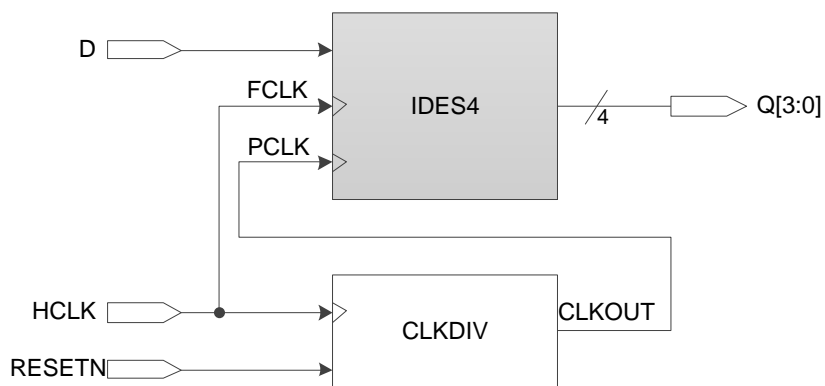 D
FCLK
IDES4
Q[3:0]
4
PCLK
HCLK
CLKOUT
CLKDIV
RESETN